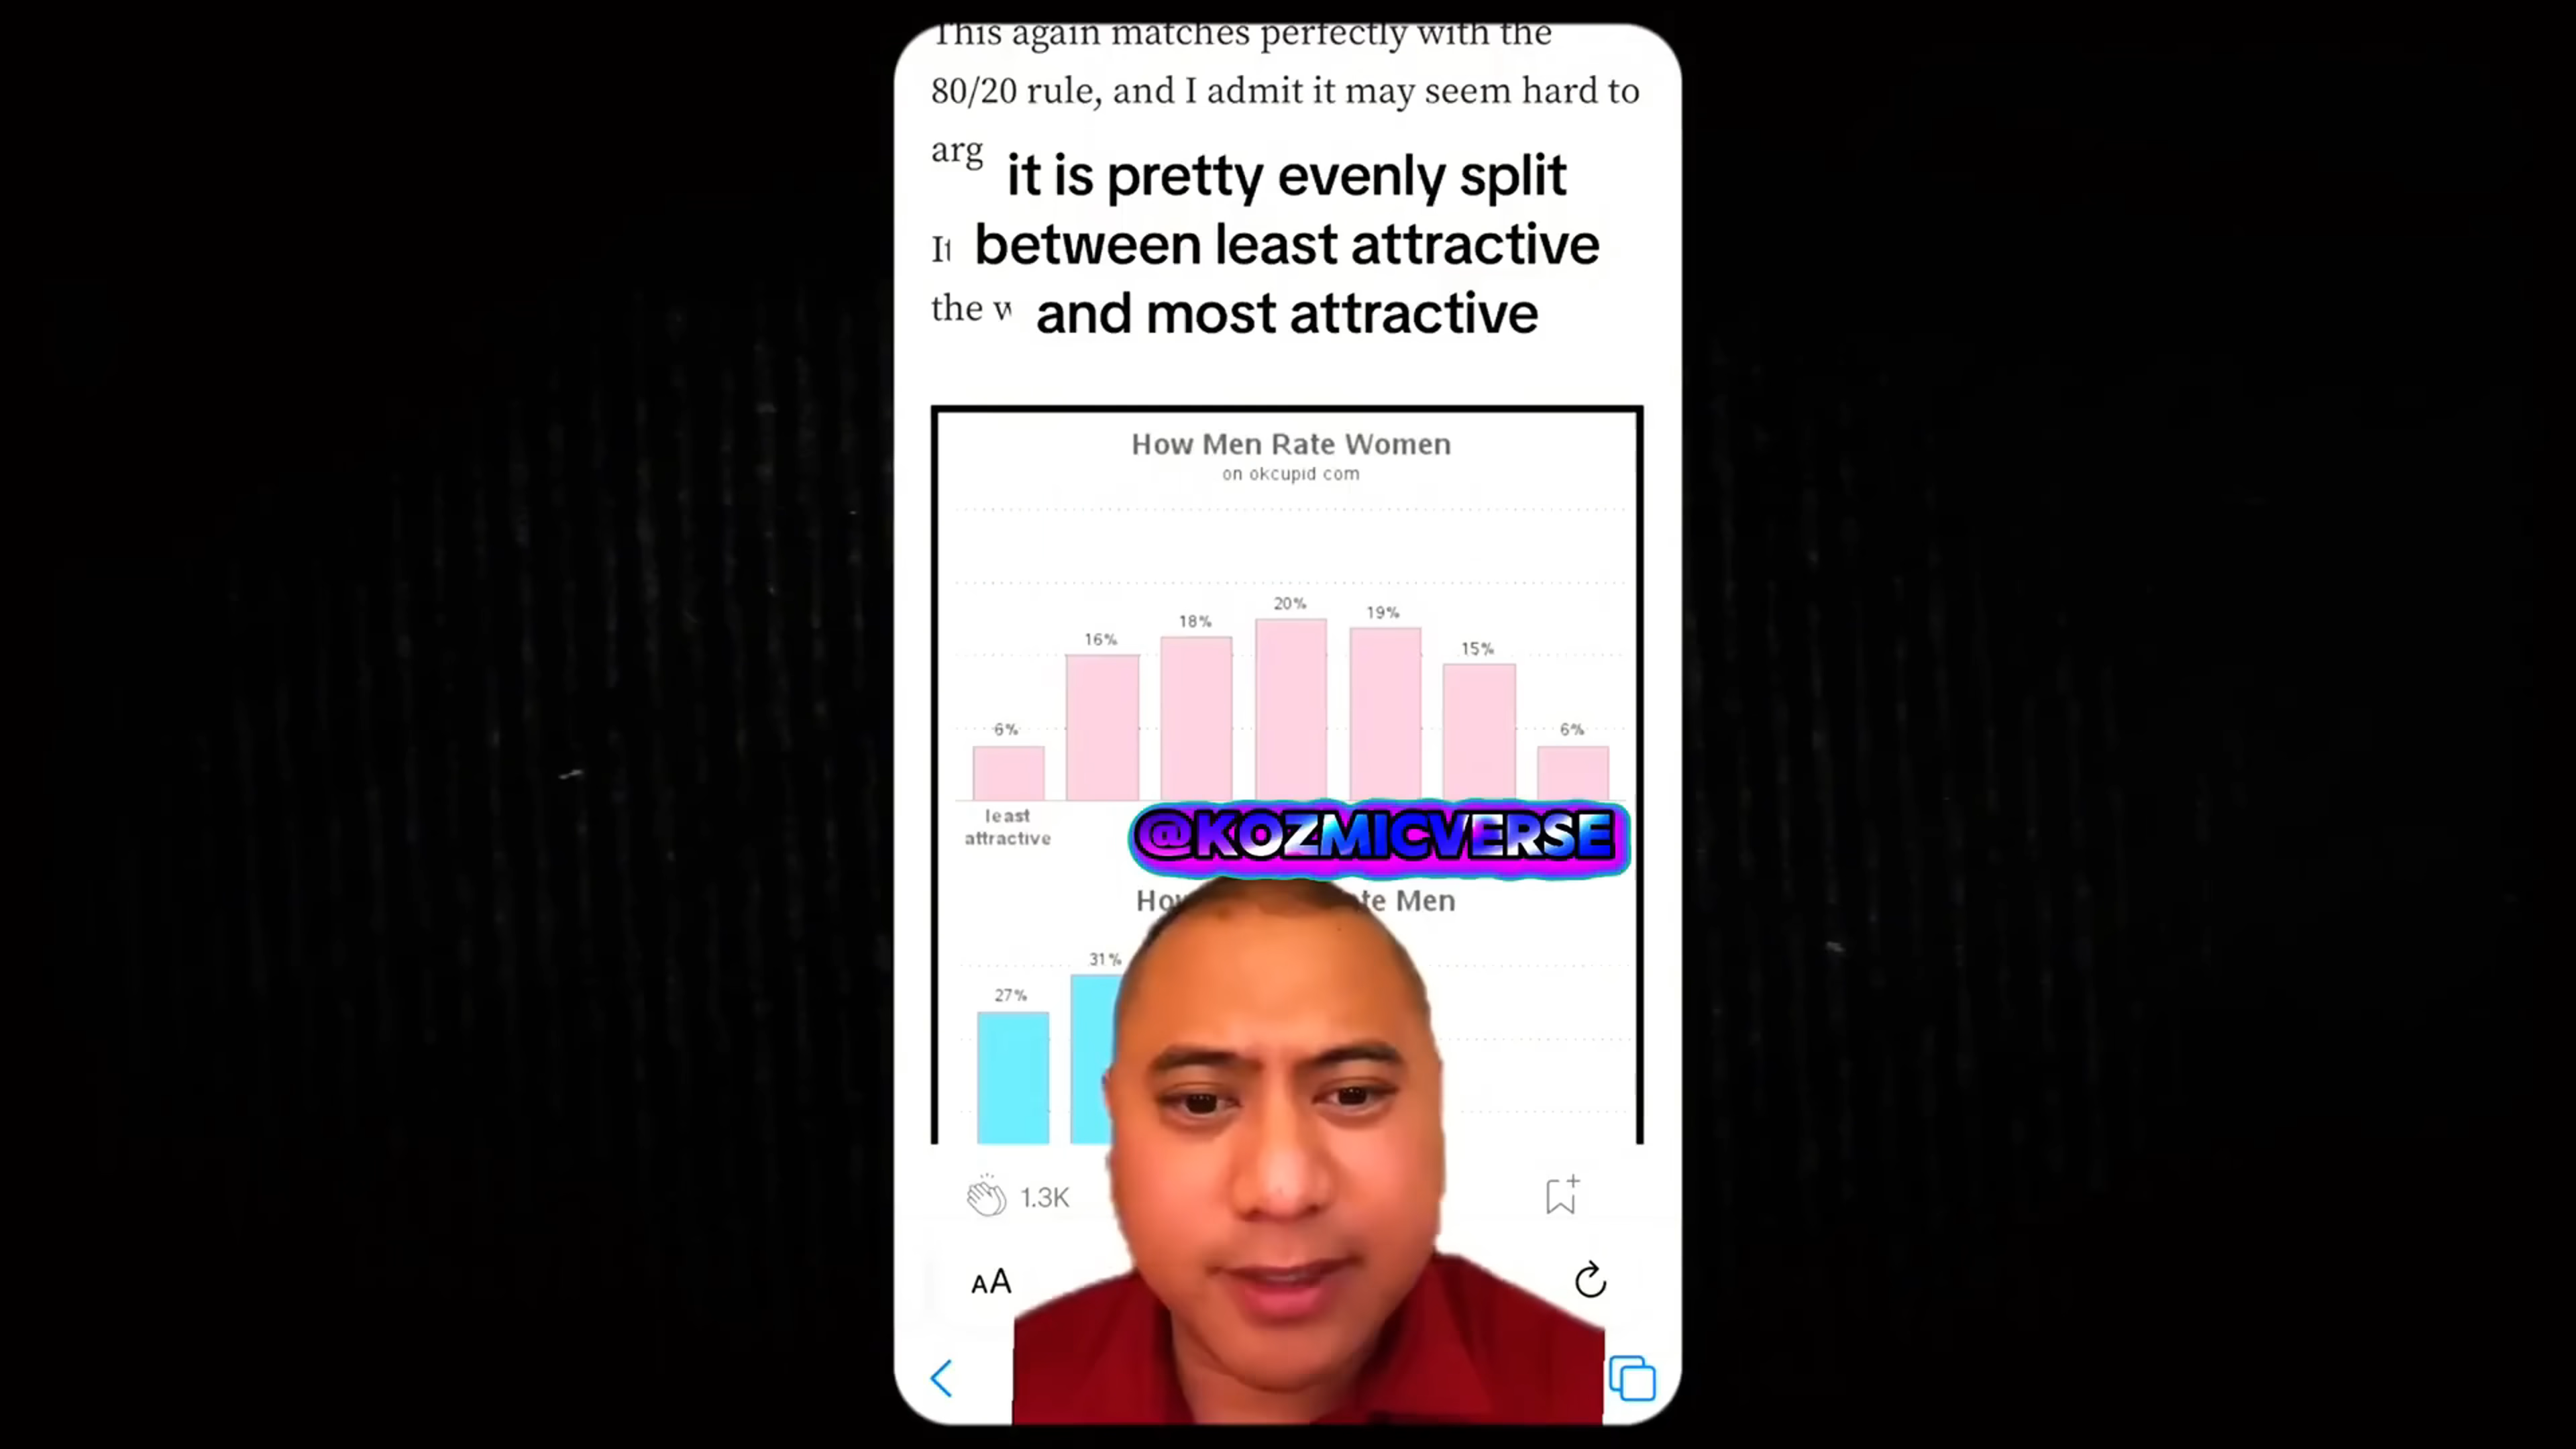 This again matches perfectly with the
80/20 rule, and I admit it may seem hard to
arg
it is pretty evenly split
It
between least attractive
the w
and most attractive
How Men Rate Women
on okcupid com
6%
16%
18%
20%
19%
15%
6%
least
attractive
@KOZMICVERSE
How
Rate Men
31%
27%
1.3K
AA